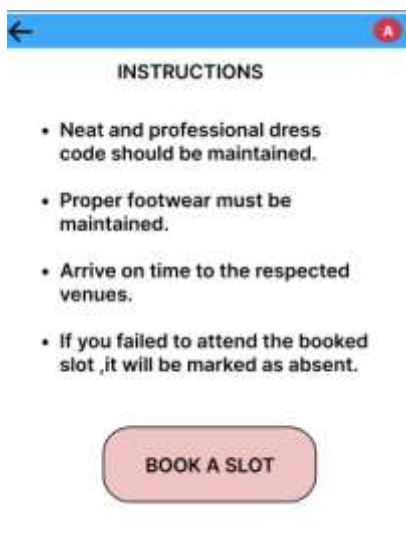 A
INSTRUCTIONS
• Neat and professional dress
code should be maintained.
• Proper footwear must be
maintained.
• Arrive on time to the respected
venues.
• If you failed to attend the booked
slot ,it will be marked as absent.
BOOK A SLOT